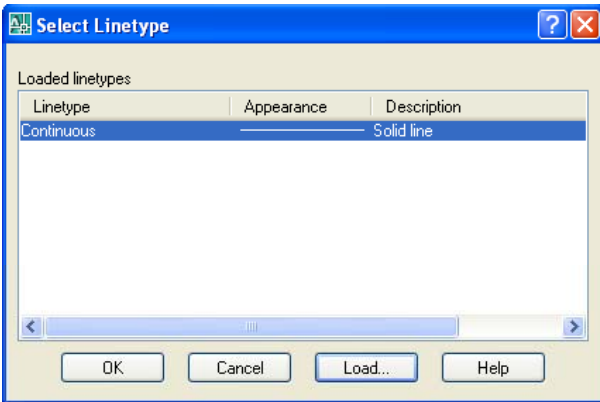 Select Linetype
Loaded linetypes
Linetype Appearance Description
Continuous Solid line
OK Cancel Load... Help